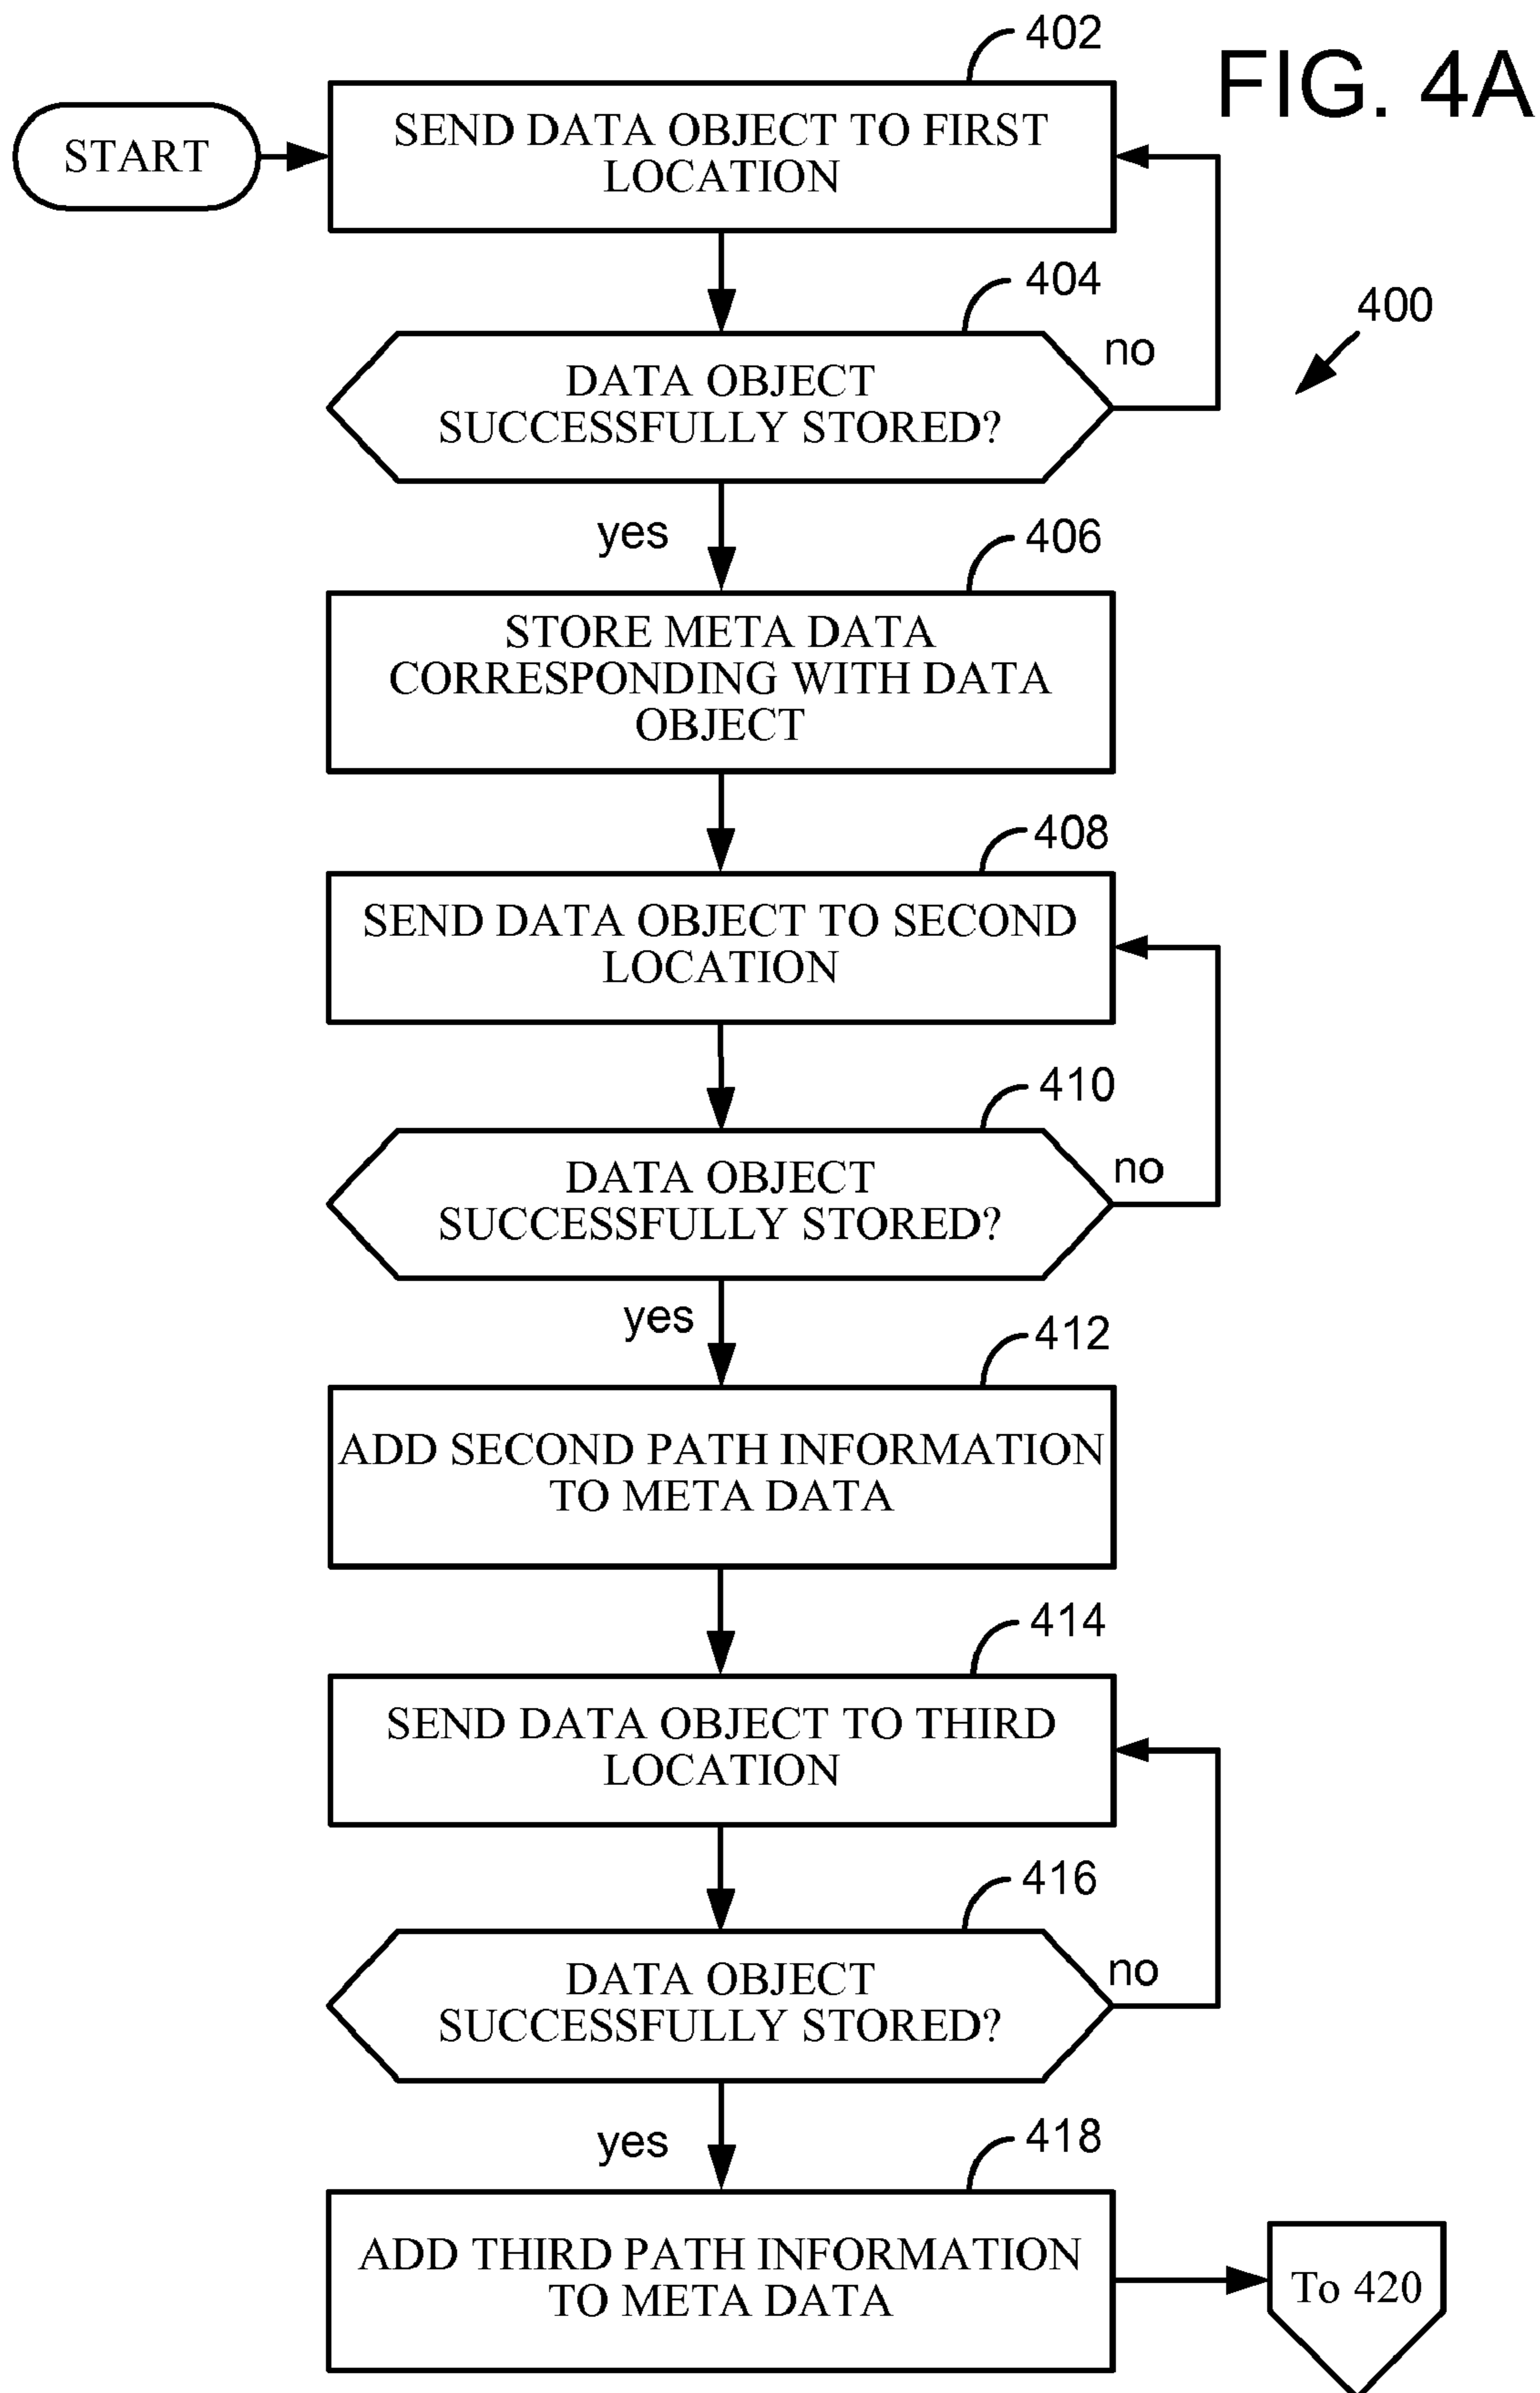 402
FIG. 4A
START
SEND DATA OBJECT TO FIRST
LOCATION
404
400
no
DATA OBJECT
SUCCESSFULLY STORED?
yes
406
STORE META DATA
CORRESPONDING WITH DATA
OBJECT
408
SEND DATA OBJECT TO SECOND
LOCATION
410
DATA OBJECT
SUCCESSFULLY STORED?
no
yes
412
ADD SECOND PATH INFORMATION
TO META DATA
414
SEND DATA OBJECT TO THIRD
LOCATION
416
DATA OBJECT
SUCCESSFULLY STORED?
no
yes
418
ADD THIRD PATH INFORMATION
TO META DATA
To 420